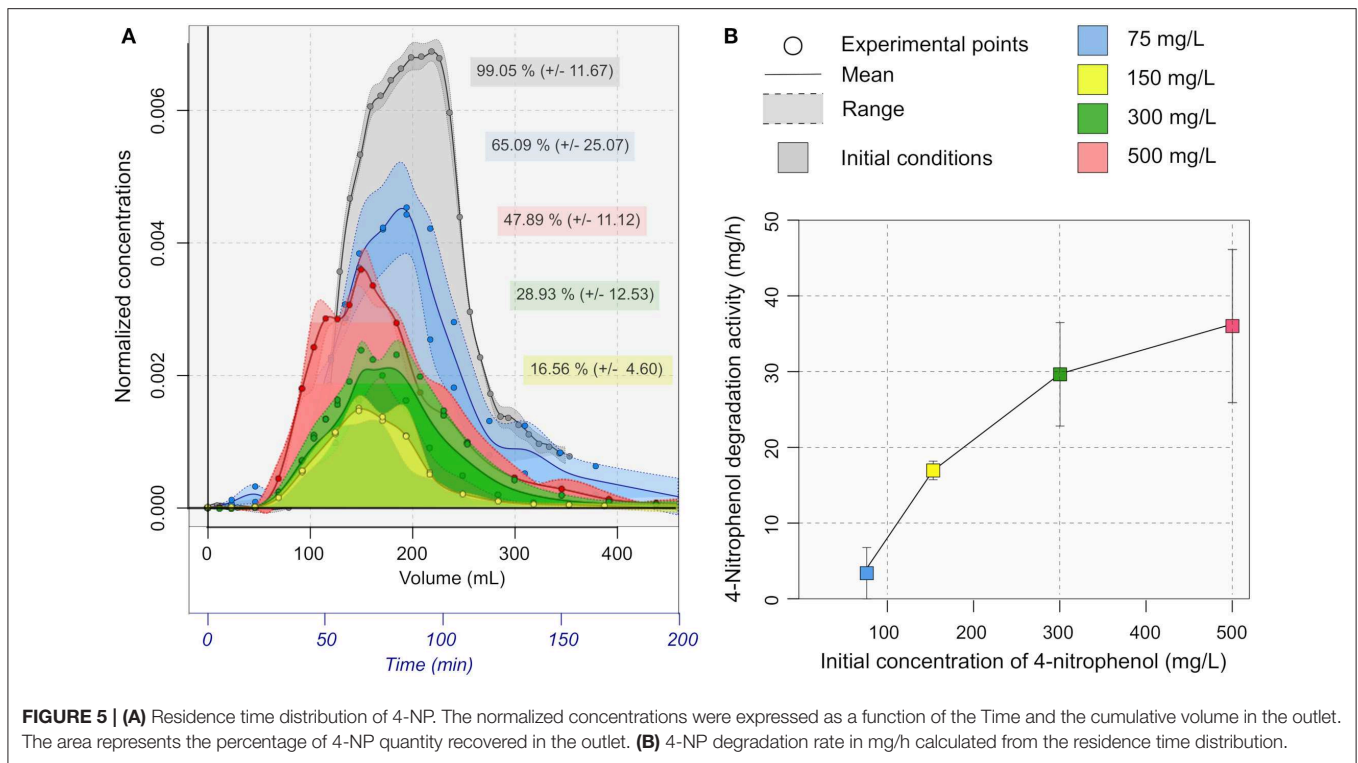 A
Normalized concentrations
0.006
0.004
0.002
0.000
99.05 % (+/- 11.67)
65.09 % (+/- 25.07)
47.89 % (+/- 11.12)
28.93 % (+/- 12.53)
16.56 % (+/- 4.60)
0 100 200 300 400
Volume (mL)
0 50 100 150 200
Time (min)
B
Experimental points
Mean
Range
Initial conditions
75 mg/L
150 mg/L
300 mg/L
500 mg/L
4-Nitrophenol degradation activity (mg/h)
50
40
30
20
10
0
100 200 300 400 500
Initial concentration of 4-nitrophenol (mg/L)
FIGURE 5 | (A) Residence time distribution of 4-NP. The normalized concentrations were expressed as a function of the Time and the cumulative volume in the outlet.
The area represents the percentage of 4-NP quantity recovered in the outlet. (B) 4-NP degradation rate in mg/h calculated from the residence time distribution.